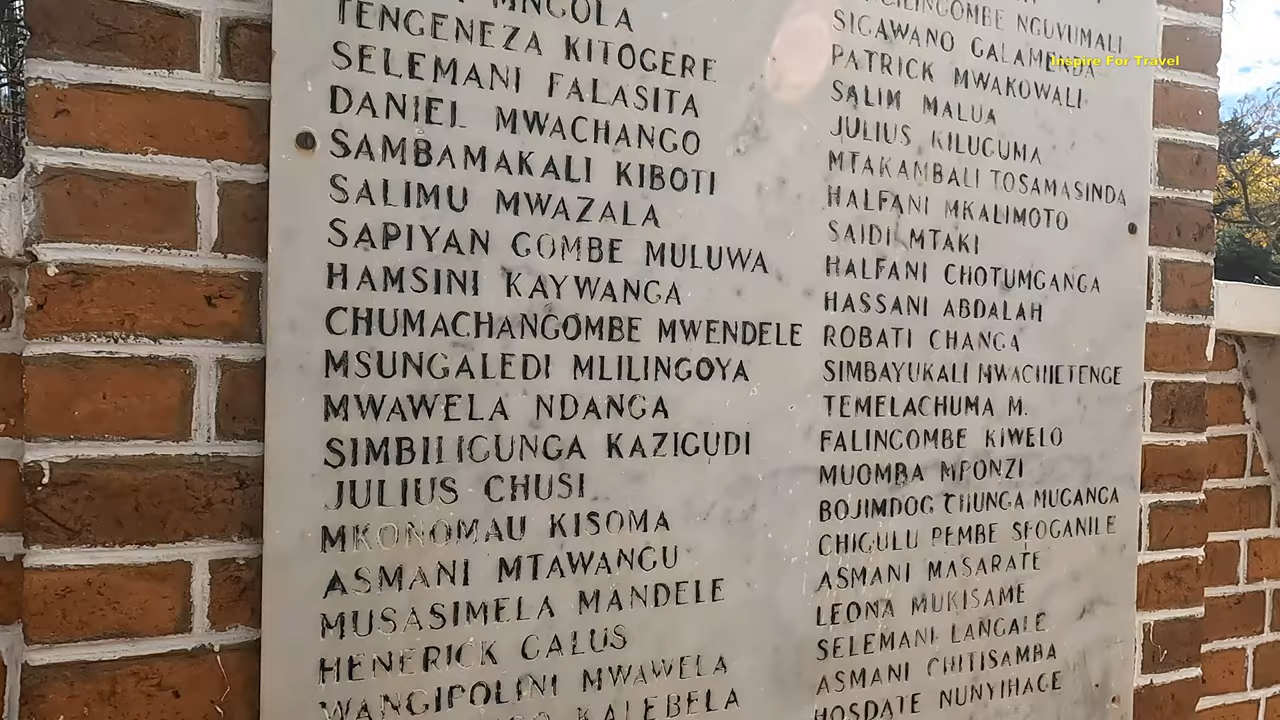 MNGOLA
TENGENEZA KITOGERE
SELEMANI FALASITA
DANIEL MWACHANGO
SAMBAMAKALI KIBOTI
SALIMU MWAZALA
SAPIYAN GOMBE MULUWA
HAMSINI KAYWANGA
CHUMACHANGOMBE MWENDELE
MSUNGALEDI MLILINGOYA
MWAWELA NDANGA
SIMBILIGUNGA KAZIGUDI
JULIUS CHUSI
MKONOMAU KISOMA
ASMANI MTAWANGU
MUSASIMELA MANDELE
HENERICK GALUS
WANGIPOLINI MWAWELA
KALEBELA
NGUVUMALI
SIGAWANO GALAMENDA
PATRICK MWAKOWALI
SALIM MALUA
JULIUS KILUGUMA
MTAKAMBALI TOSAMASINDA
HALFANI MKALIMOTO
SAIDI MTAKI
HALFANI CHOTUMGANGA
HASSANI ABDALAH
ROBATI CHANGA
SIMBAYUKALI MWACHIETENGE
TEMELACHUMA M.
FALINGOMBE KIWELO
MUOMBA MPONZI
BOJIMDOG CHUNGA MUGANGA
CHIGULU PEMBE SFOGANILE
ASMANI MASARATE
LEONA MUKISAME
SELEMANI LANGALE
ASMANI CHITISAMBA
HOSDATE NUNYIHAGE
Inspire For Travel